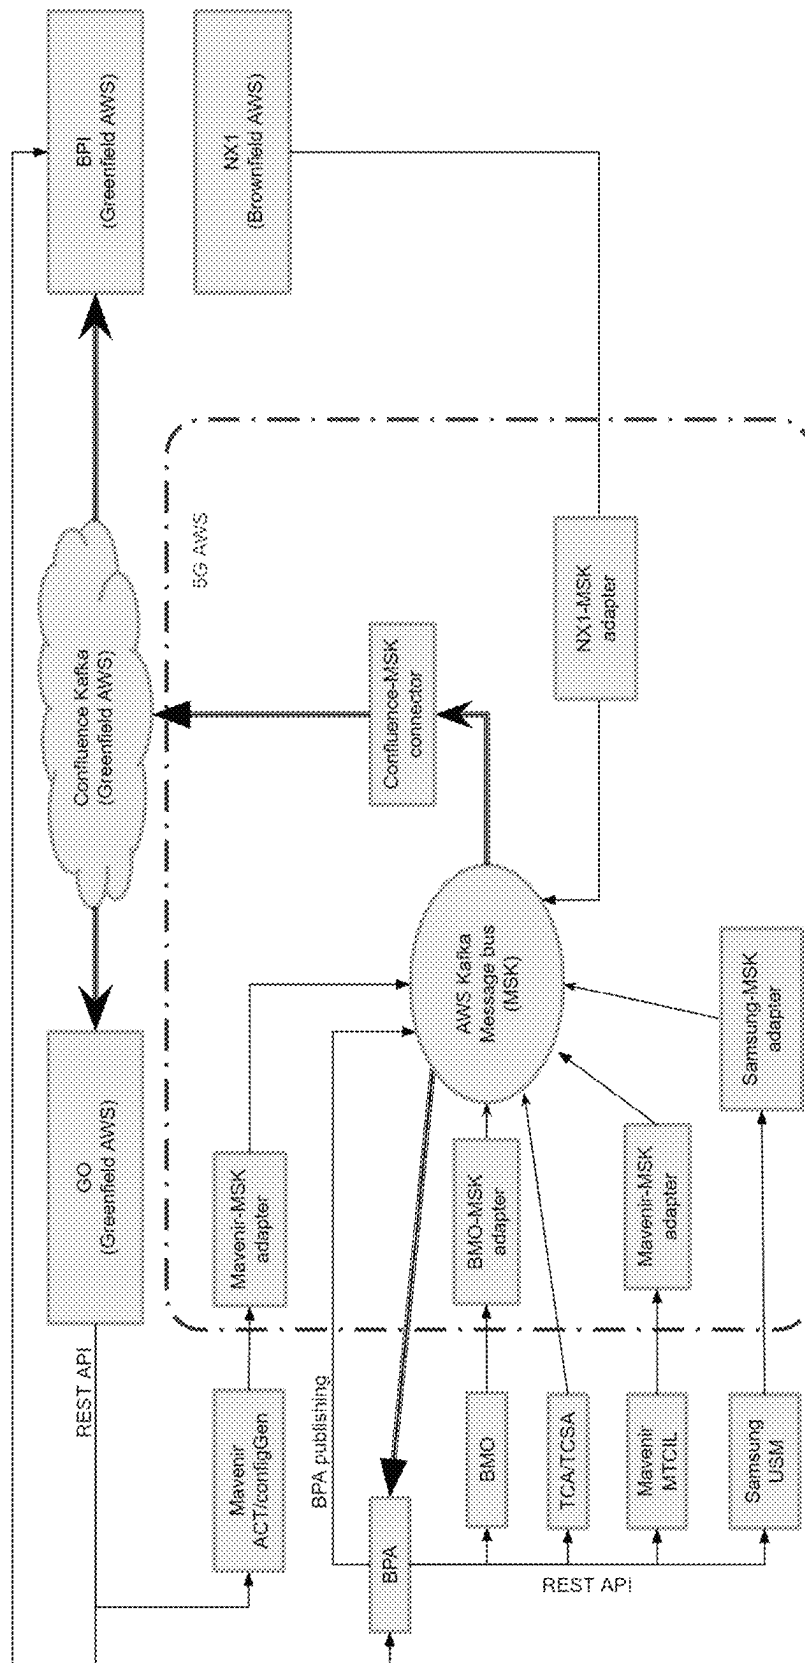 GO
(Greenfield AWS)
Confluence Kafka
(Greenfield AWS)
BPI
(Greenfield AWS)
NX1
(Brownfield AWS)
REST API
5G AWS
Mavenir
ACT/configGen
Mavenir-MSK
adapter
BPA publishing
Confluence-MSK
connector
BPA
AWS Kafka
Message bus
(MSK)
BMO
BMO-MSK
adapter
NX1-MSK
adapter
TCA/TCSA
REST API
Mavenir
MTCIL
Mavenir-MSK
adapter
Samsung
USM
Samsung-MSK
adapter